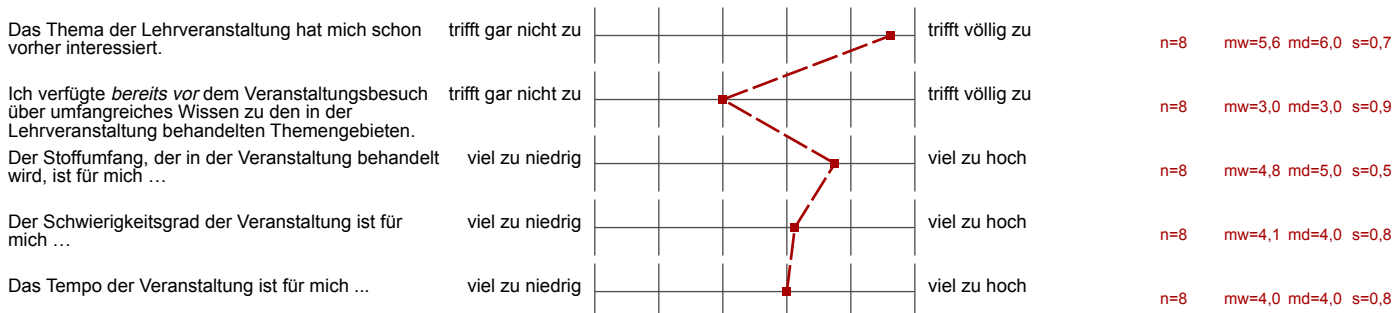 Das Thema der Lehrveranstaltung hat mich schon
vorher interessiert.
trifft gar nicht zu
trifft völlig zu
n=8 mw=5,6 md=6,0 s=0,7
Ich verfügte bereits vor dem Veranstaltungsbesuch
über umfangreiches Wissen zu den in der
Lehrveranstaltung behandelten Themengebieten.
trifft gar nicht zu
trifft völlig zu
n=8 mw=3,0 md=3,0 s=0,9
Der Stoffumfang, der in der Veranstaltung behandelt
wird, ist für mich …
viel zu niedrig
viel zu hoch
n=8 mw=4,8 md=5,0 s=0,5
Der Schwierigkeitsgrad der Veranstaltung ist für
mich …
viel zu niedrig
viel zu hoch
n=8 mw=4,1 md=4,0 s=0,8
Das Tempo der Veranstaltung ist für mich ...
viel zu niedrig
viel zu hoch
n=8 mw=4,0 md=4,0 s=0,8